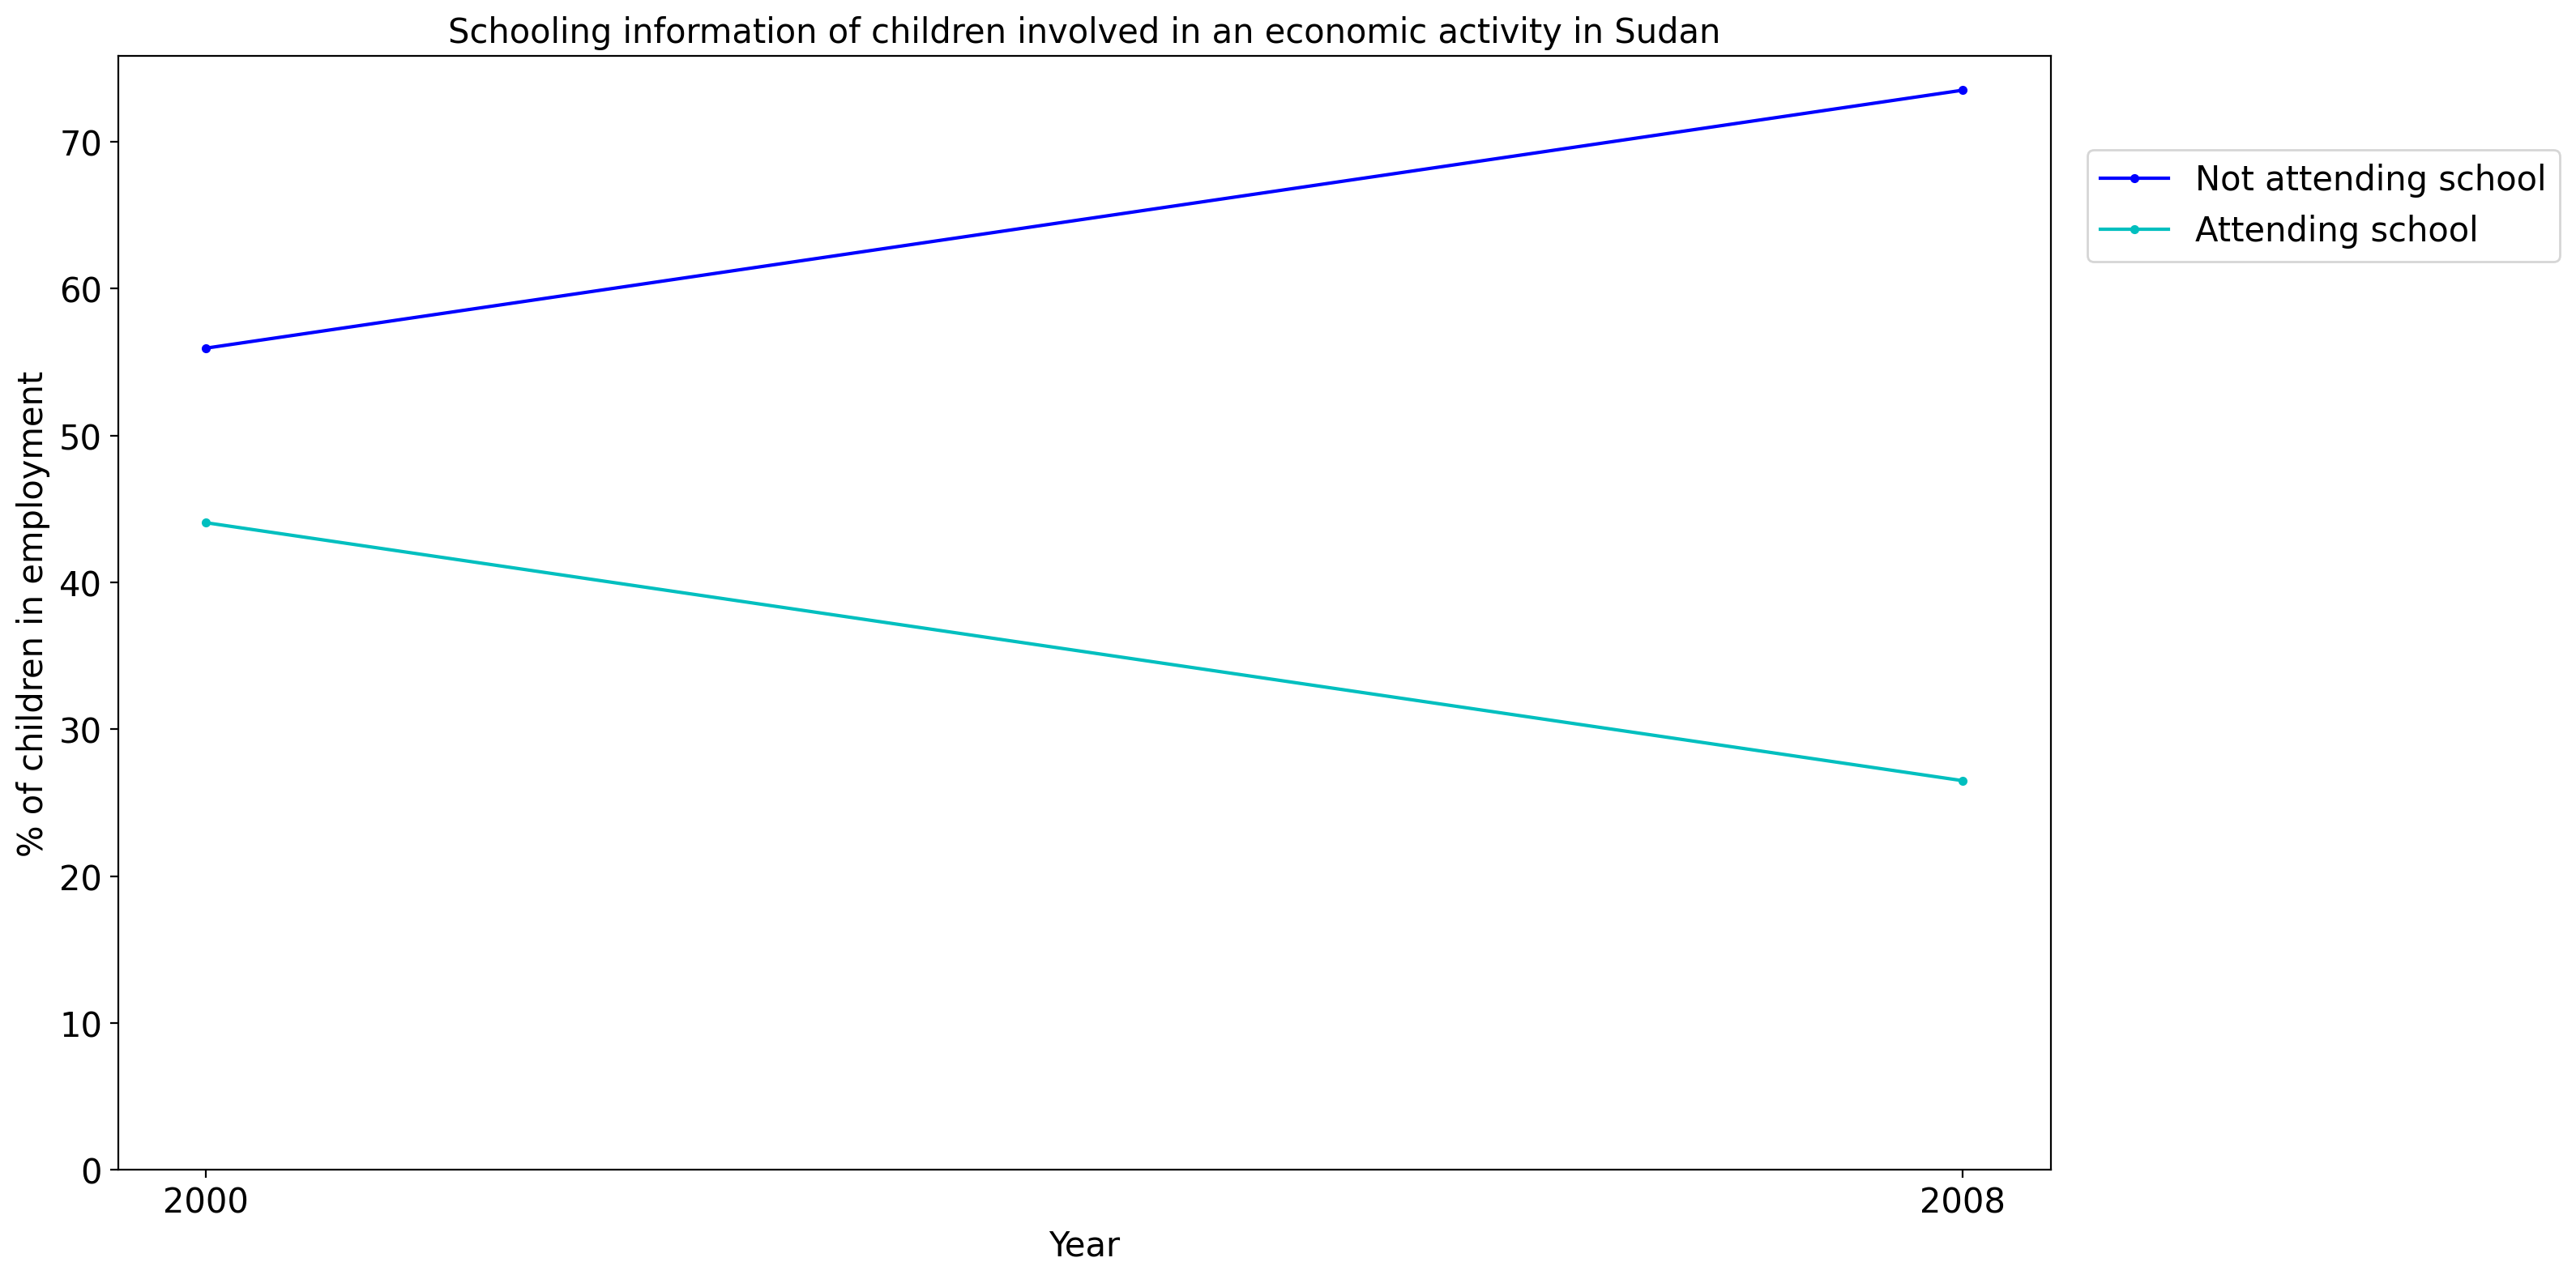 Schooling information of children involved in an economic activity in Sudan
% of children in employment
70
60
50
40
30
20
10
0
2000
2008
Year
Not attending school
Attending school